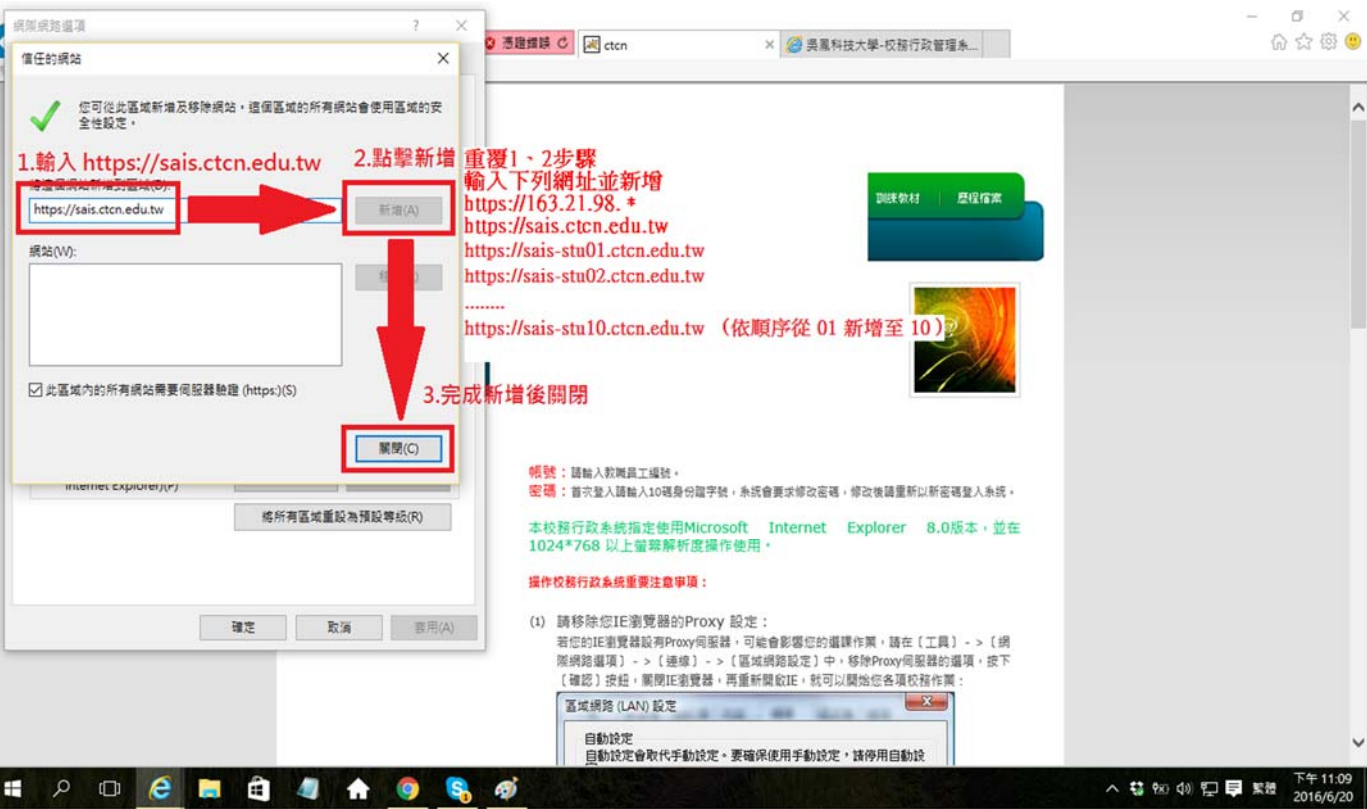 網際網路選項
信任的網站
憑證錯誤
ctcn
吳鳳科技大學-校務行政管理系...
您可從此區域新增及移除網站，這個區域的所有網站會使用區域的安
全性設定。
1.輸入 https://sais.ctcn.edu.tw
2.點擊新增
重覆1、2步驟
輸入下列網址並新增
https://163.21.98.*
https://sais.ctcn.edu.tw
https://sais-stu01.ctcn.edu.tw
https://sais-stu02.ctcn.edu.tw
........
https://sais-stu10.ctcn.edu.tw （依順序從 01 新增至 10）
將這個網站新增到區域(D):
https://sais.ctcn.edu.tw
新增(A)
網站(W):
此區域內的所有網站需要伺服器驗證 (https:)(S)
3.完成新增後關閉
關閉(C)
Internet Explorer)(P)
將所有區域重設為預設等級(R)
確定
取消
套用(A)
訓練教材
歷程檔案
帳號：請輸入教職員工編號。
密碼：首次登入請輸入10碼身份證字號，系統會要求修改密碼，修改後請重新以新密碼登入系統。
本校務行政系統指定使用Microsoft Internet Explorer 8.0版本，並在
1024*768 以上螢幕解析度操作使用。
操作校務行政系統重要注意事項：
(1) 請移除您IE瀏覽器的Proxy 設定：
若您的IE瀏覽器設有Proxy伺服器，可能會影響您的選課作業，請在〔工具〕->〔網
際網路選項〕->〔連線〕->〔區域網路設定〕中，移除Proxy伺服器的選項，按下
〔確認〕按鈕，關閉IE瀏覽器，再重新開啟IE，就可以開始您各項校務作業：
區域網路 (LAN) 設定
自動設定
自動設定會取代手動設定。要確保使用手動設定，請停用自動設
繁體
下午 11:09
2016/6/20